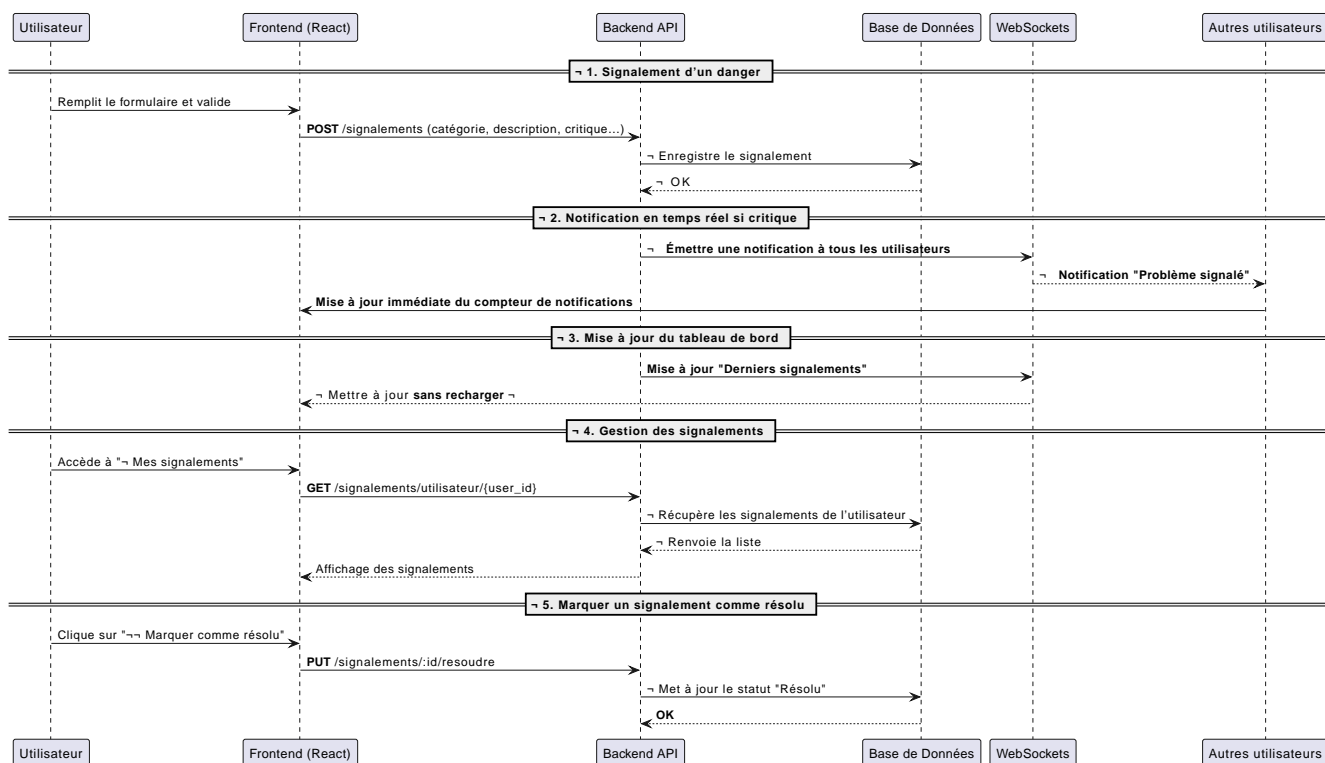 Utilisateur
Frontend (React)
Backend API
Base de Données
WebSockets
Autres utilisateurs
¬ 1. Signalement d'un danger
Remplit le formulaire et valide
POST /signalements (catégorie, description, critique...)
¬ Enregistre le signalement
¬ OK
¬ 2. Notification en temps réel si critique
¬ Émettre une notification à tous les utilisateurs
¬ Notification "Problème signalé"
Mise à jour immédiate du compteur de notifications
¬ 3. Mise à jour du tableau de bord
Mise à jour "Derniers signalements"
¬ Mettre à jour sans recharger ¬
¬ 4. Gestion des signalements
Accède à "¬ Mes signalements"
GET /signalements/utilisateur/{user_id}
¬ Récupère les signalements de l'utilisateur
¬ Renvoie la liste
Affichage des signalements
¬ 5. Marquer un signalement comme résolu
Clique sur "¬¬ Marquer comme résolu"
PUT /signalements/:id/resoudre
¬ Met à jour le statut "Résolu"
OK
Utilisateur
Frontend (React)
Backend API
Base de Données
WebSockets
Autres utilisateurs